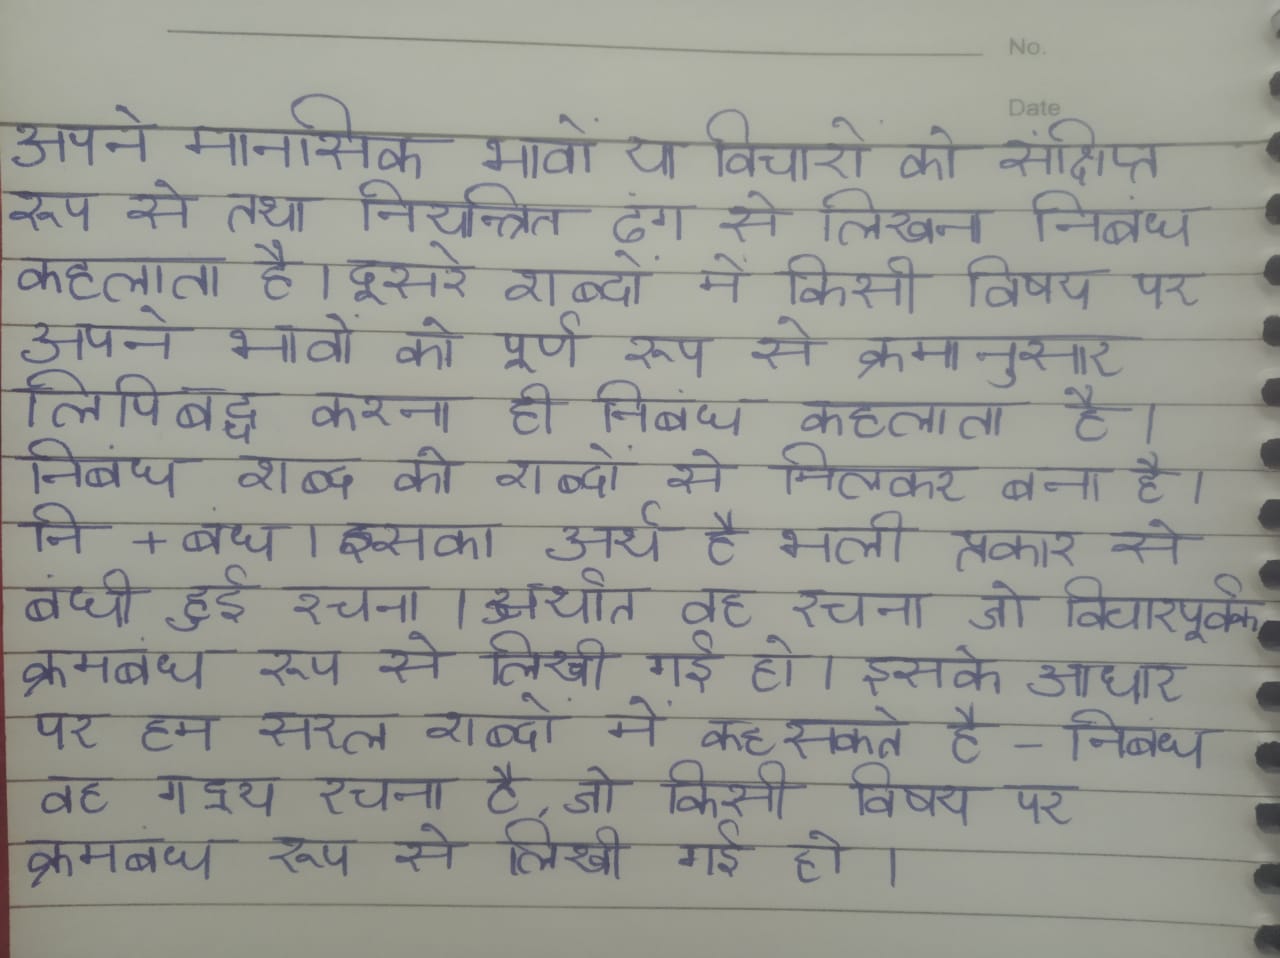 No.
Date
अपने मानसिक भावों या विचारों को संक्षिप्त
रूप से तथा नियन्त्रित ढंग से लिखना निबंध
कहलाता है। दूसरे शब्दों में किसी विषय पर
अपने भावों को पूर्ण रूप से क्रमानुसार
लिपिबद्ध करना ही निबंध कहलाता है।
निबंध शब्द को शब्दों से मिलकर बना है।
नि + बंध। इसका अर्थ है भली प्रकार से
बंधी हुई रचना। अर्थात वह रचना जो विचारपूर्वक
क्रमबंध रूप से लिखी गई हो। इसके आधार
पर हम सरल शब्दों में कह सकते है - निबंध
वह गद्य रचना है, जो किसी विषय पर
क्रमबंध रूप से लिखी गई हो।